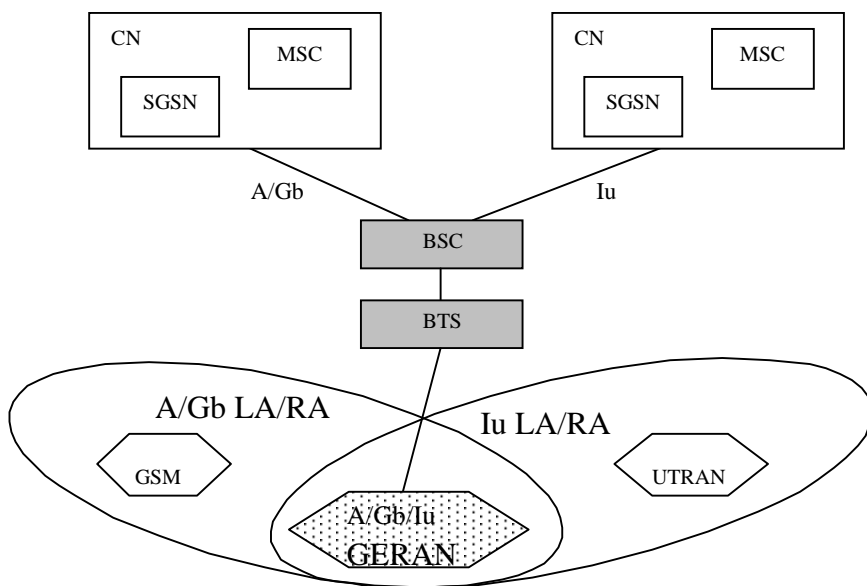 CN
MSC
SGSN
CN
MSC
SGSN
A/Gb
Iu
BSC
BTS
A/Gb LA/RA
Iu LA/RA
GSM
UTRAN
A/Gb/Iu
GERAN